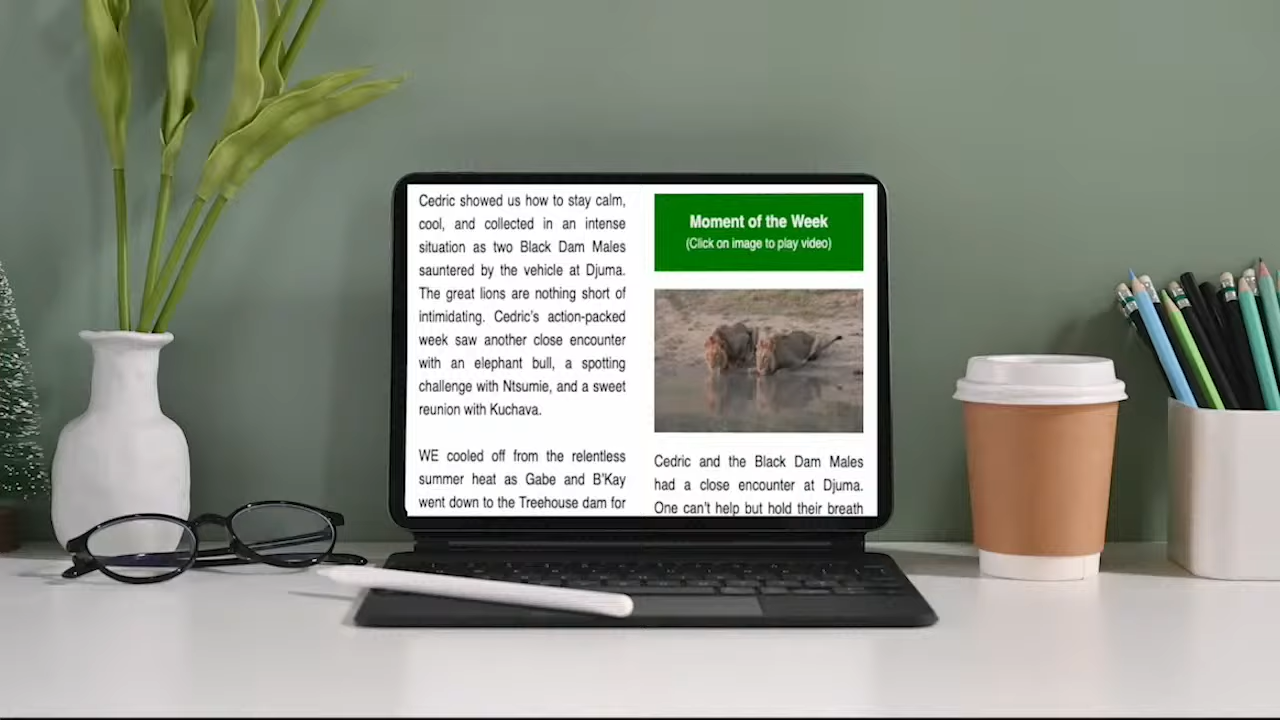 Cedric showed us how to stay calm,
cool, and collected in an intense
situation as two Black Dam Males
sauntered by the vehicle at Djuma.
The great lions are nothing short of
intimidating. Cedric's action-packed
week saw another close encounter
with an elephant bull, a spotting
challenge with Ntsumie, and a sweet
reunion with Kuchava.
WE cooled off from the relentless
summer heat as Gabe and B'Kay
went down to the Treehouse dam for
Moment of the Week
(Click on image to play video)
Cedric and the Black Dam Males
had a close encounter at Djuma.
One can't help but hold their breath